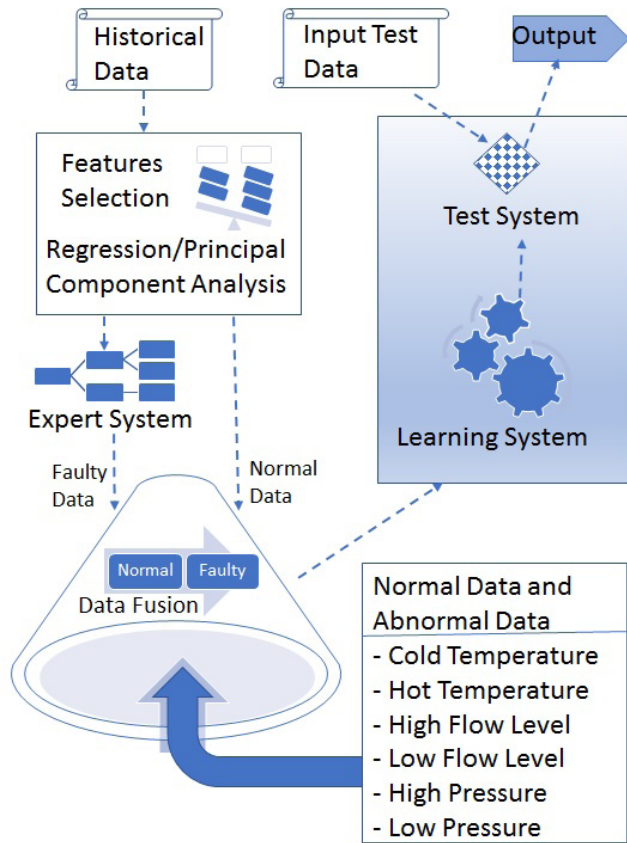 Historical
Data
Input Test
Data
Output
Features
Selection
Regression/Principal
Component Analysis
Test System
Expert System
Learning System
Faulty
Data
Normal
Data
Normal
Faulty
Data Fusion
Normal Data and
Abnormal Data
- Cold Temperature
- Hot Temperature
- High Flow Level
- Low Flow Level
- High Pressure
- Low Pressure